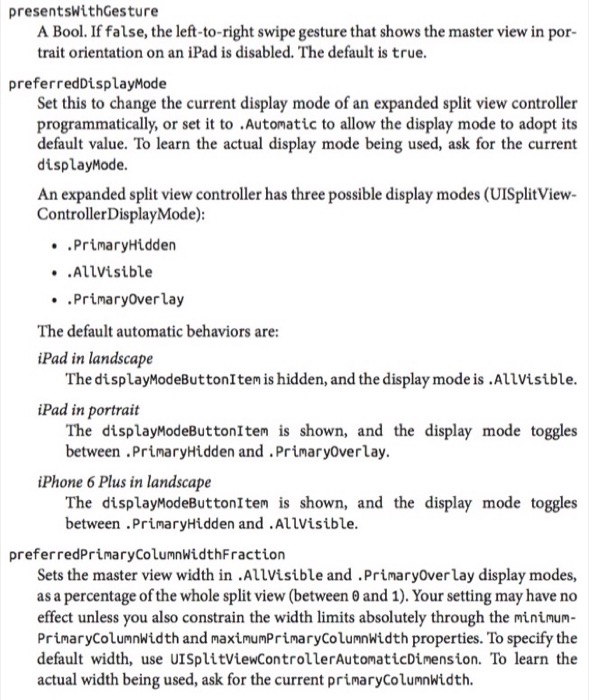 presentsWithGesture
A Bool. If false, the left-to-right swipe gesture that shows the master view in por-
trait orientation on an iPad is disabled. The default is true.
preferredDisplayMode
Set this to change the current display mode of an expanded split view controller
programmatically, or set it to .Automatic to allow the display mode to adopt its
default value. To learn the actual display mode being used, ask for the current
displayMode.
An expanded split view controller has three possible display modes (UISplitView-
ControllerDisplayMode):
• .PrimaryHidden
• .AllVisible
• .PrimaryOverlay
The default automatic behaviors are:
iPad in landscape
The displayModeButtonItem is hidden, and the display mode is .AllVisible.
iPad in portrait
The displayModeButtonItem is shown, and the display mode toggles
between .PrimaryHidden and .PrimaryOverlay.
iPhone 6 Plus in landscape
The displayModeButtonItem is shown, and the display mode toggles
between .PrimaryHidden and .AllVisible.
preferredPrimaryColumnWidthFraction
Sets the master view width in .AllVisible and .PrimaryOverlay display modes,
as a percentage of the whole split view (between 0 and 1). Your setting may have no
effect unless you also constrain the width limits absolutely through the minimum-
PrimaryColumnWidth and maximumPrimaryColumnWidth properties. To specify the
default width, use UISplitViewControllerAutomaticDimension. To learn the
actual width being used, ask for the current primaryColumnWidth.